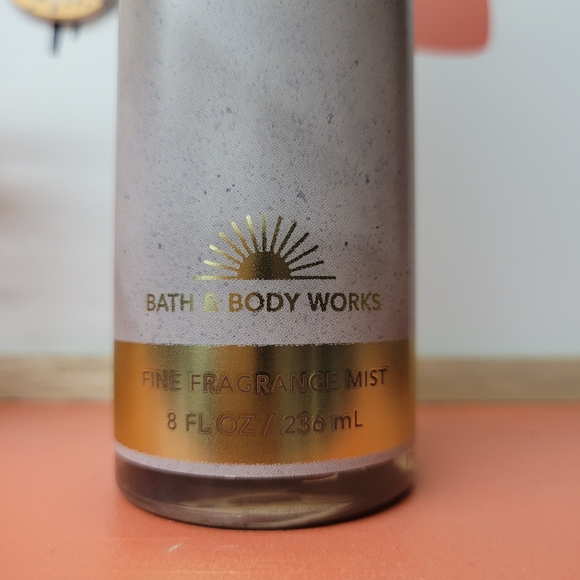 BATH & BODY WORKS
FINE FRAGRANCE MIST
8 FL OZ / 236 mL